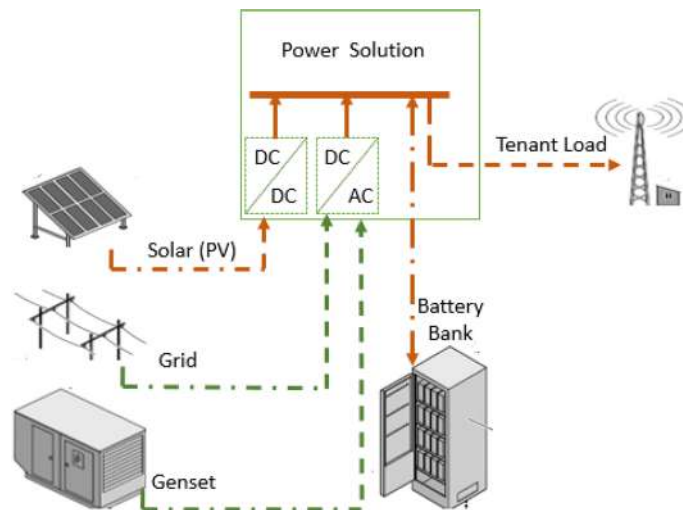 Power Solution
DC
DC
DC
AC
Tenant Load
Solar (PV)
Battery
Bank
Grid
Genset